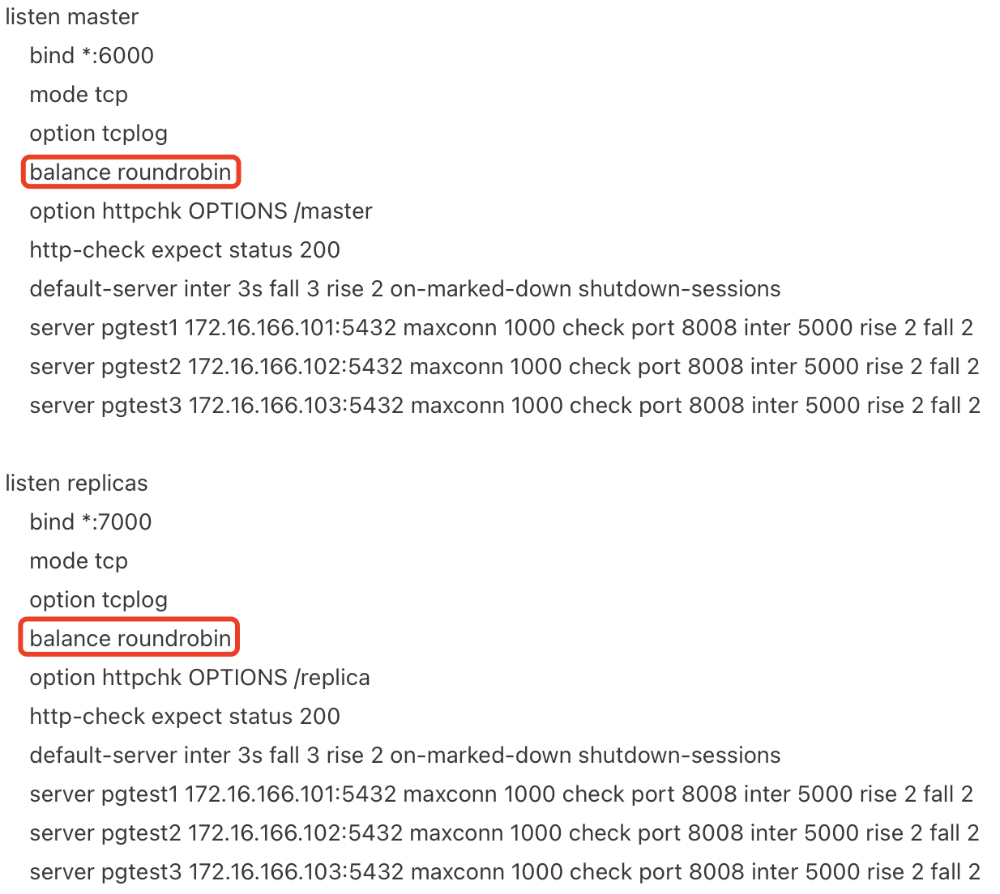 listen master
bind *:6000
mode tcp
option tcplog
balance roundrobin
option httpchk OPTIONS /master
http-check expect status 200
default-server inter 3s fall 3 rise 2 on-marked-down shutdown-sessions
server pgtest1 172.16.166.101:5432 maxconn 1000 check port 8008 inter 5000 rise 2 fall 2
server pgtest2 172.16.166.102:5432 maxconn 1000 check port 8008 inter 5000 rise 2 fall 2
server pgtest3 172.16.166.103:5432 maxconn 1000 check port 8008 inter 5000 rise 2 fall 2
listen replicas
bind *:7000
mode tcp
option tcplog
balance roundrobin
option httpchk OPTIONS /replica
http-check expect status 200
default-server inter 3s fall 3 rise 2 on-marked-down shutdown-sessions
server pgtest1 172.16.166.101:5432 maxconn 1000 check port 8008 inter 5000 rise 2 fall 2
server pgtest2 172.16.166.102:5432 maxconn 1000 check port 8008 inter 5000 rise 2 fall 2
server pgtest3 172.16.166.103:5432 maxconn 1000 check port 8008 inter 5000 rise 2 fall 2